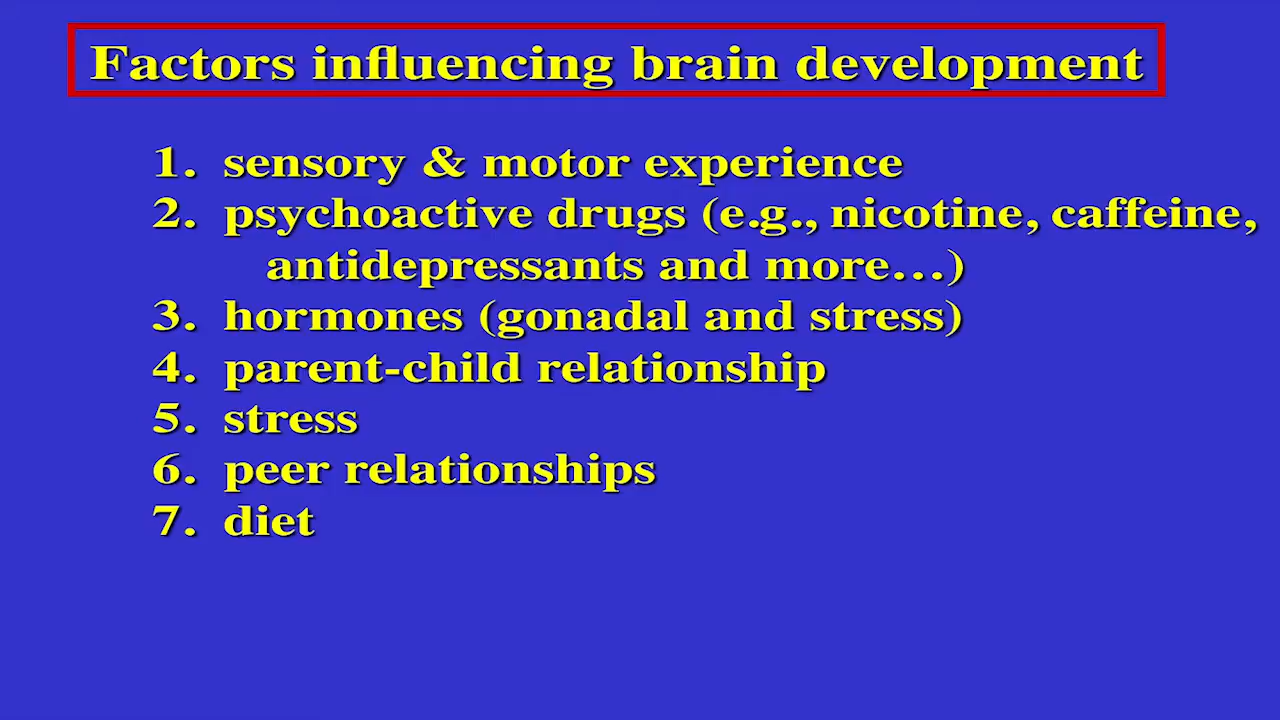 Factors influencing brain development
1. sensory & motor experience
2. psychoactive drugs (e.g., nicotine, caffeine,
antidepressants and more...)
3. hormones (gonadal and stress)
4. parent-child relationship
5. stress
6. peer relationships
7. diet